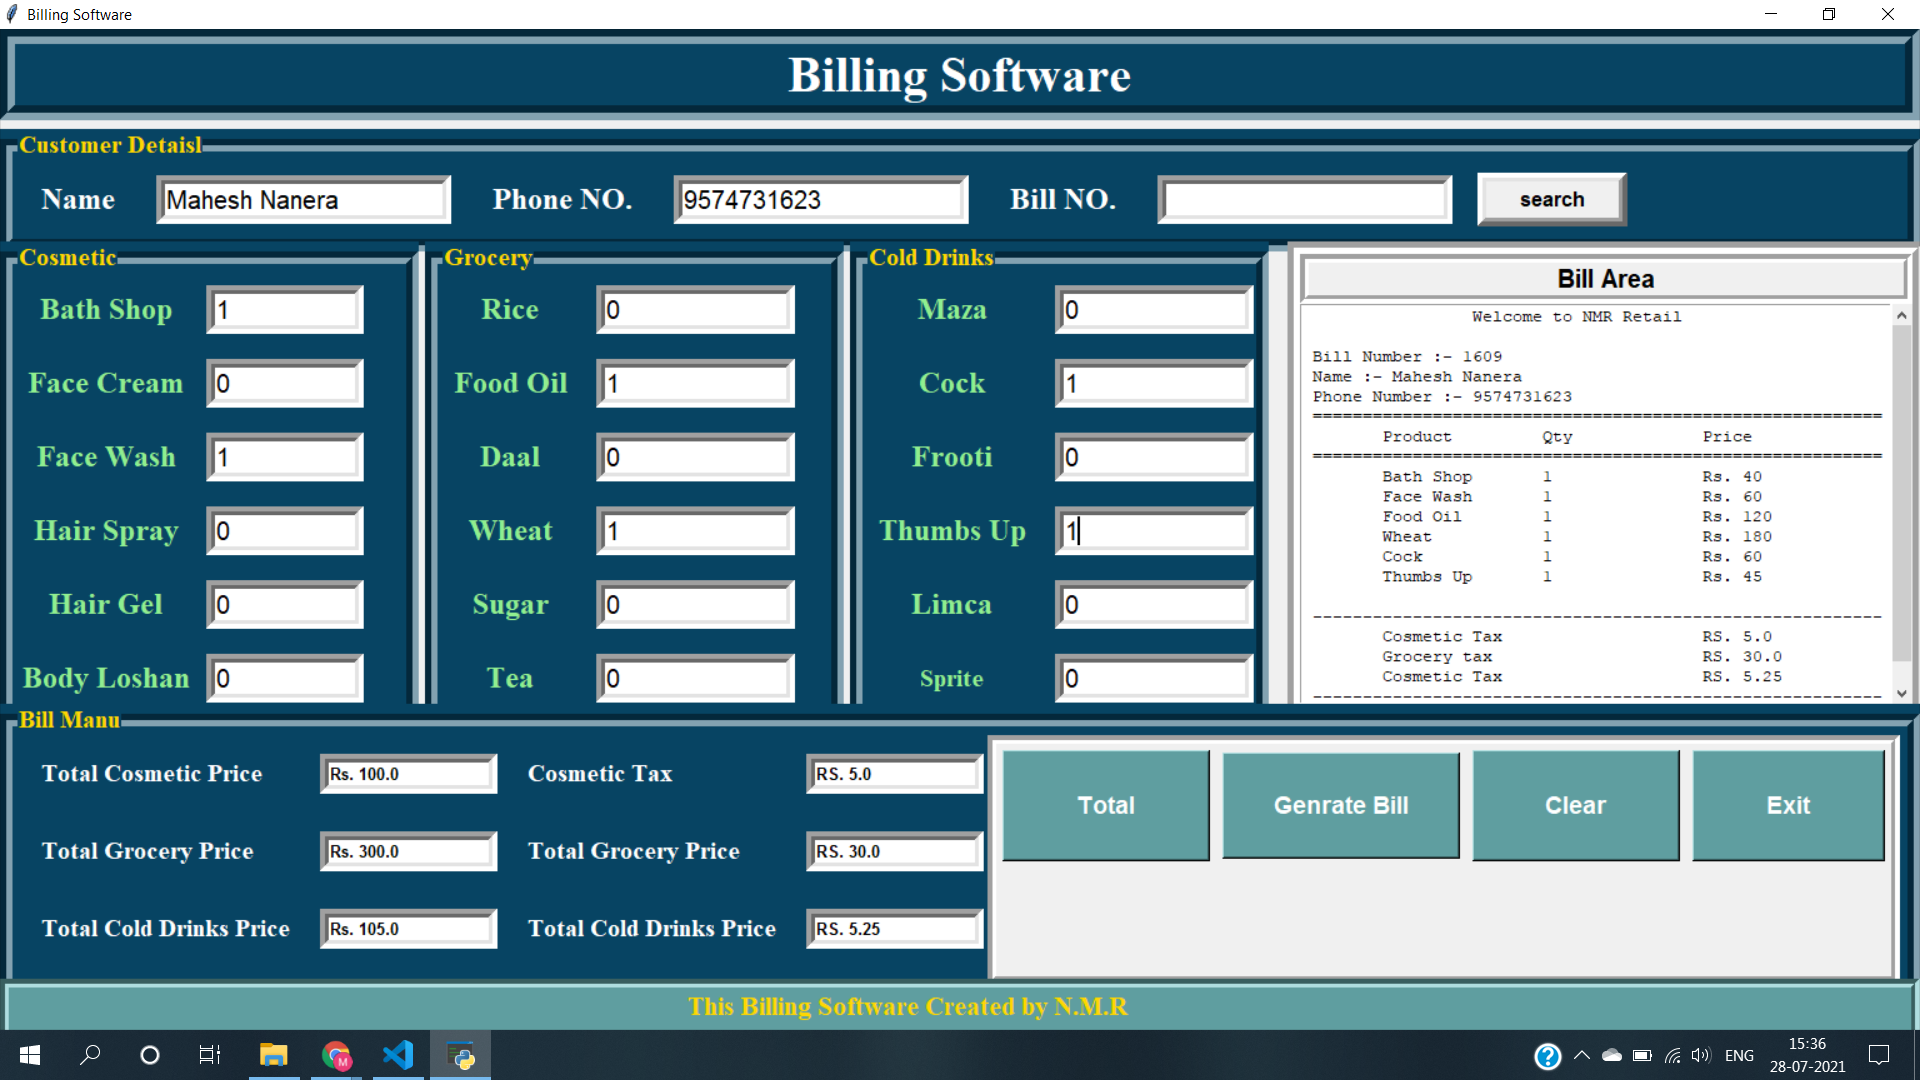 Billing Software
Billing Software
Customer Detaisl
Name Mahesh Nanera Phone NO. 9574731623 Bill NO. search
Cosmetic
Bath Shop 1
Face Cream 0
Face Wash 1
Hair Spray 0
Hair Gel 0
Body Loshan 0
Grocery
Rice 0
Food Oil 1
Daal 0
Wheat 1
Sugar 0
Tea 0
Cold Drinks
Maza 0
Cock 1
Frooti 0
Thumbs Up 1
Limca 0
Sprite 0
Bill Area
Welcome to NMR Retail
Bill Number :- 1609
Name :- Mahesh Nanera
Phone Number :- 9574731623
=========================================================
Product Qty Price
=========================================================
Bath Shop 1 Rs. 40
Face Wash 1 Rs. 60
Food Oil 1 Rs. 120
Wheat 1 Rs. 180
Cock 1 Rs. 60
Thumbs Up 1 Rs. 45
---------------------------------------------------------
Cosmetic Tax RS. 5.0
Grocery tax RS. 30.0
Cosmetic Tax RS. 5.25
---------------------------------------------------------
Bill Manu
Total Cosmetic Price Rs. 100.0 Cosmetic Tax RS. 5.0
Total Grocery Price Rs. 300.0 Total Grocery Price RS. 30.0
Total Cold Drinks Price Rs. 105.0 Total Cold Drinks Price RS. 5.25
Total Genrate Bill Clear Exit
This Billing Software Created by N.M.R
M
?
ENG
15:36
28-07-2021